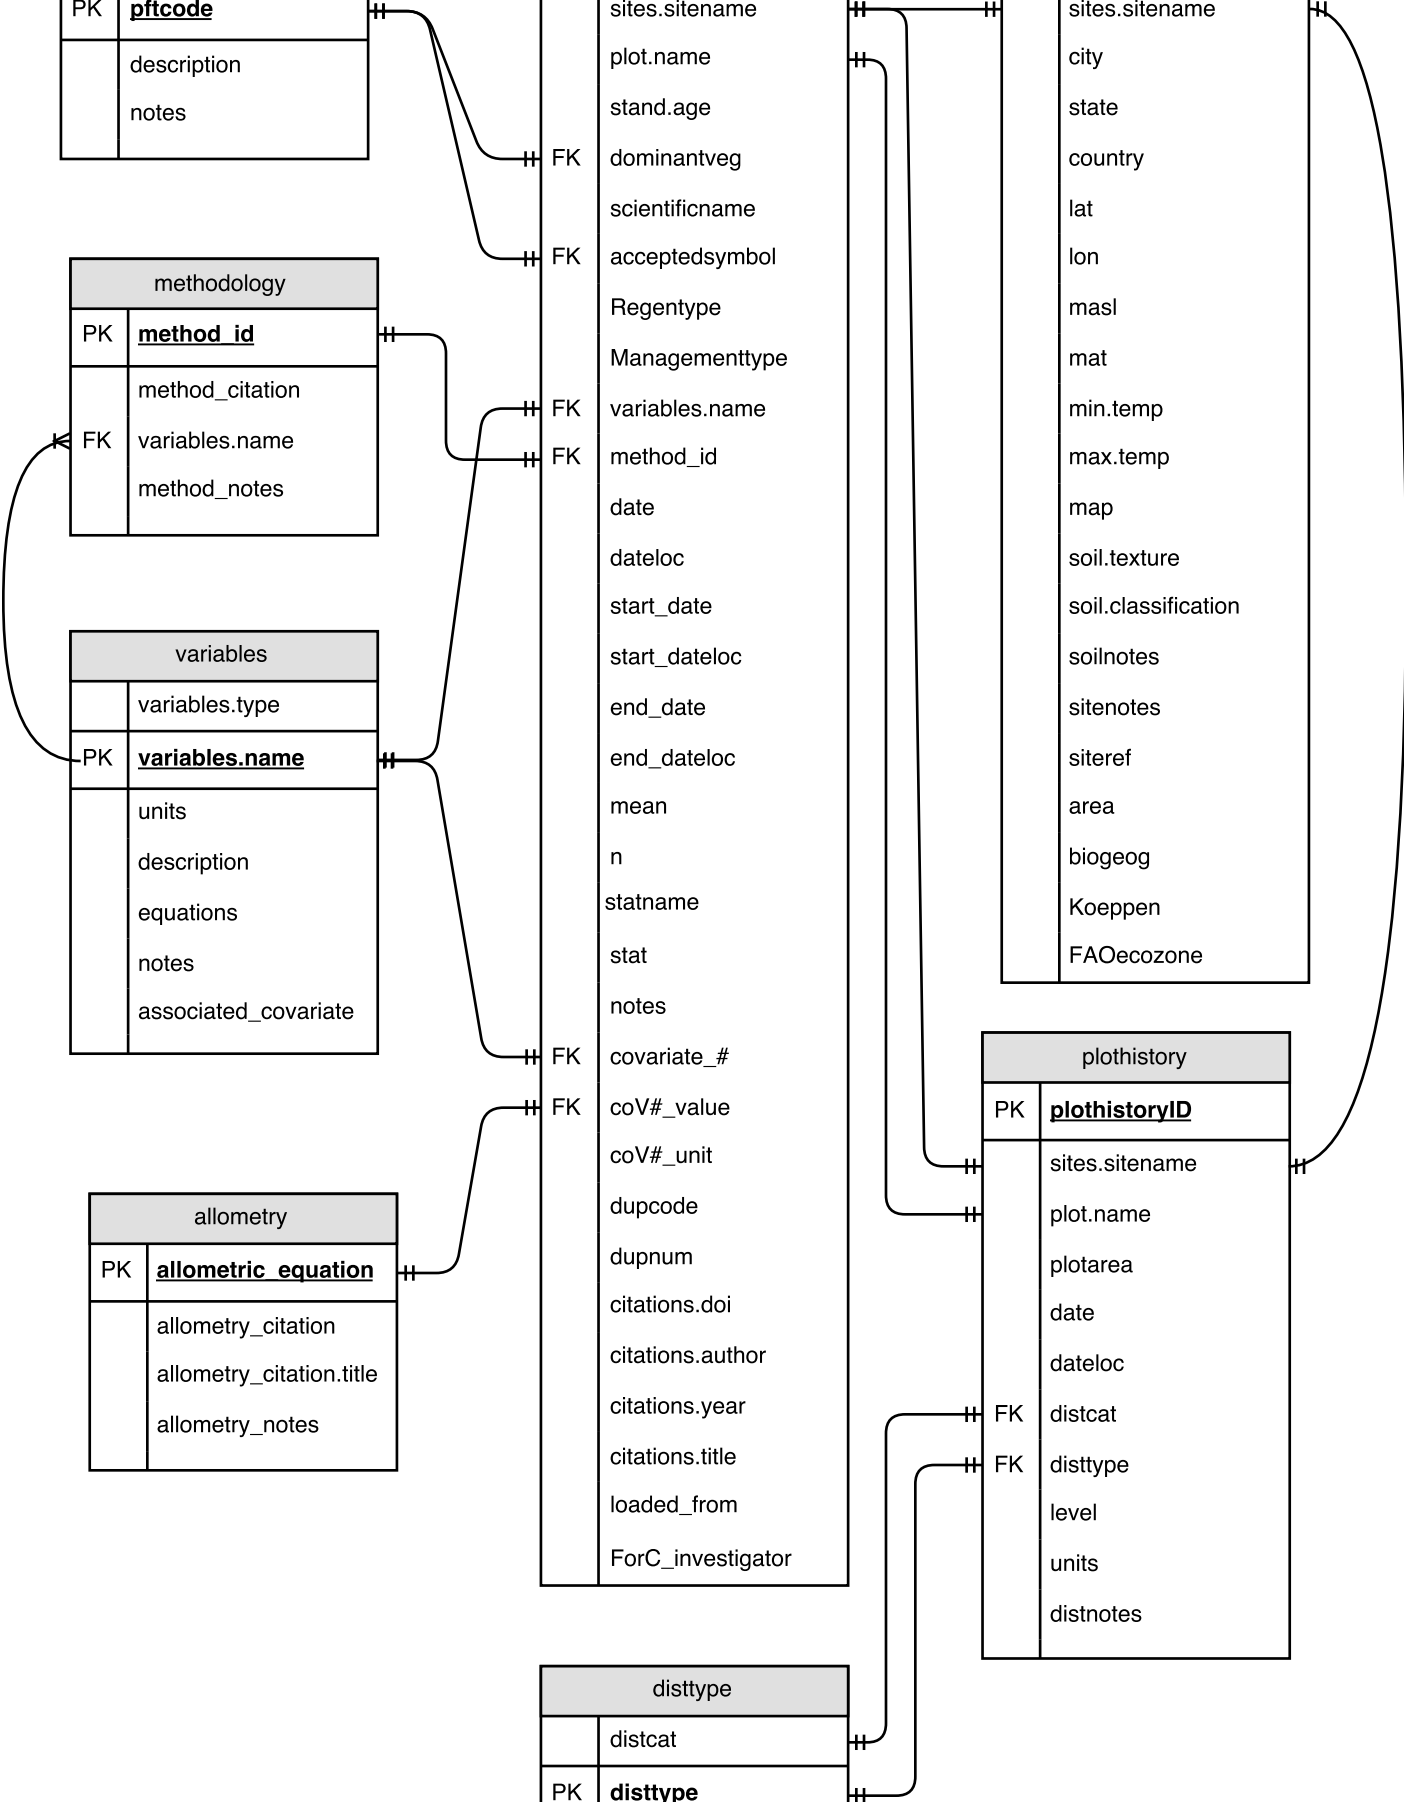 PK pftcode
description
notes
methodology
PK method_id
method_citation
FK variables.name
method_notes
variables
variables.type
PK variables.name
units
description
equations
notes
associated_covariate
allometry
PK allometric_equation
allometry_citation
allometry_citation.title
allometry_notes
sites.sitename
plot.name
stand.age
FK dominantveg
scientificname
FK acceptedsymbol
Regentype
Managementtype
FK variables.name
FK method_id
date
dateloc
start_date
start_dateloc
end_date
end_dateloc
mean
n
statname
stat
notes
FK covariate_#
FK coV#_value
coV#_unit
dupcode
dupnum
citations.doi
citations.author
citations.year
citations.title
loaded_from
ForC_investigator
disttype
distcat
PK disttype
sites.sitename
city
state
country
lat
lon
masl
mat
min.temp
max.temp
map
soil.texture
soil.classification
soilnotes
sitenotes
siteref
area
biogeog
Koeppen
FAOecozone
plothistory
PK plothistoryID
sites.sitename
plot.name
plotarea
date
dateloc
FK distcat
FK disttype
level
units
distnotes